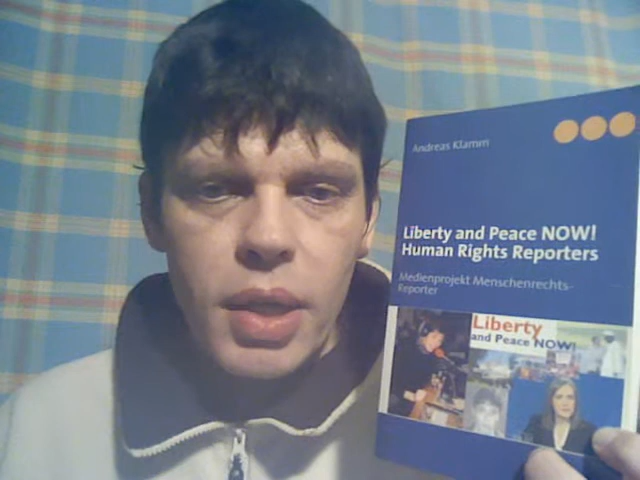 Andreas Klamm
Liberty and Peace NOW!
Human Rights Reporters
Medienprojekt Menschenrechts-
Reporter
Liberty
and Peace NOW!